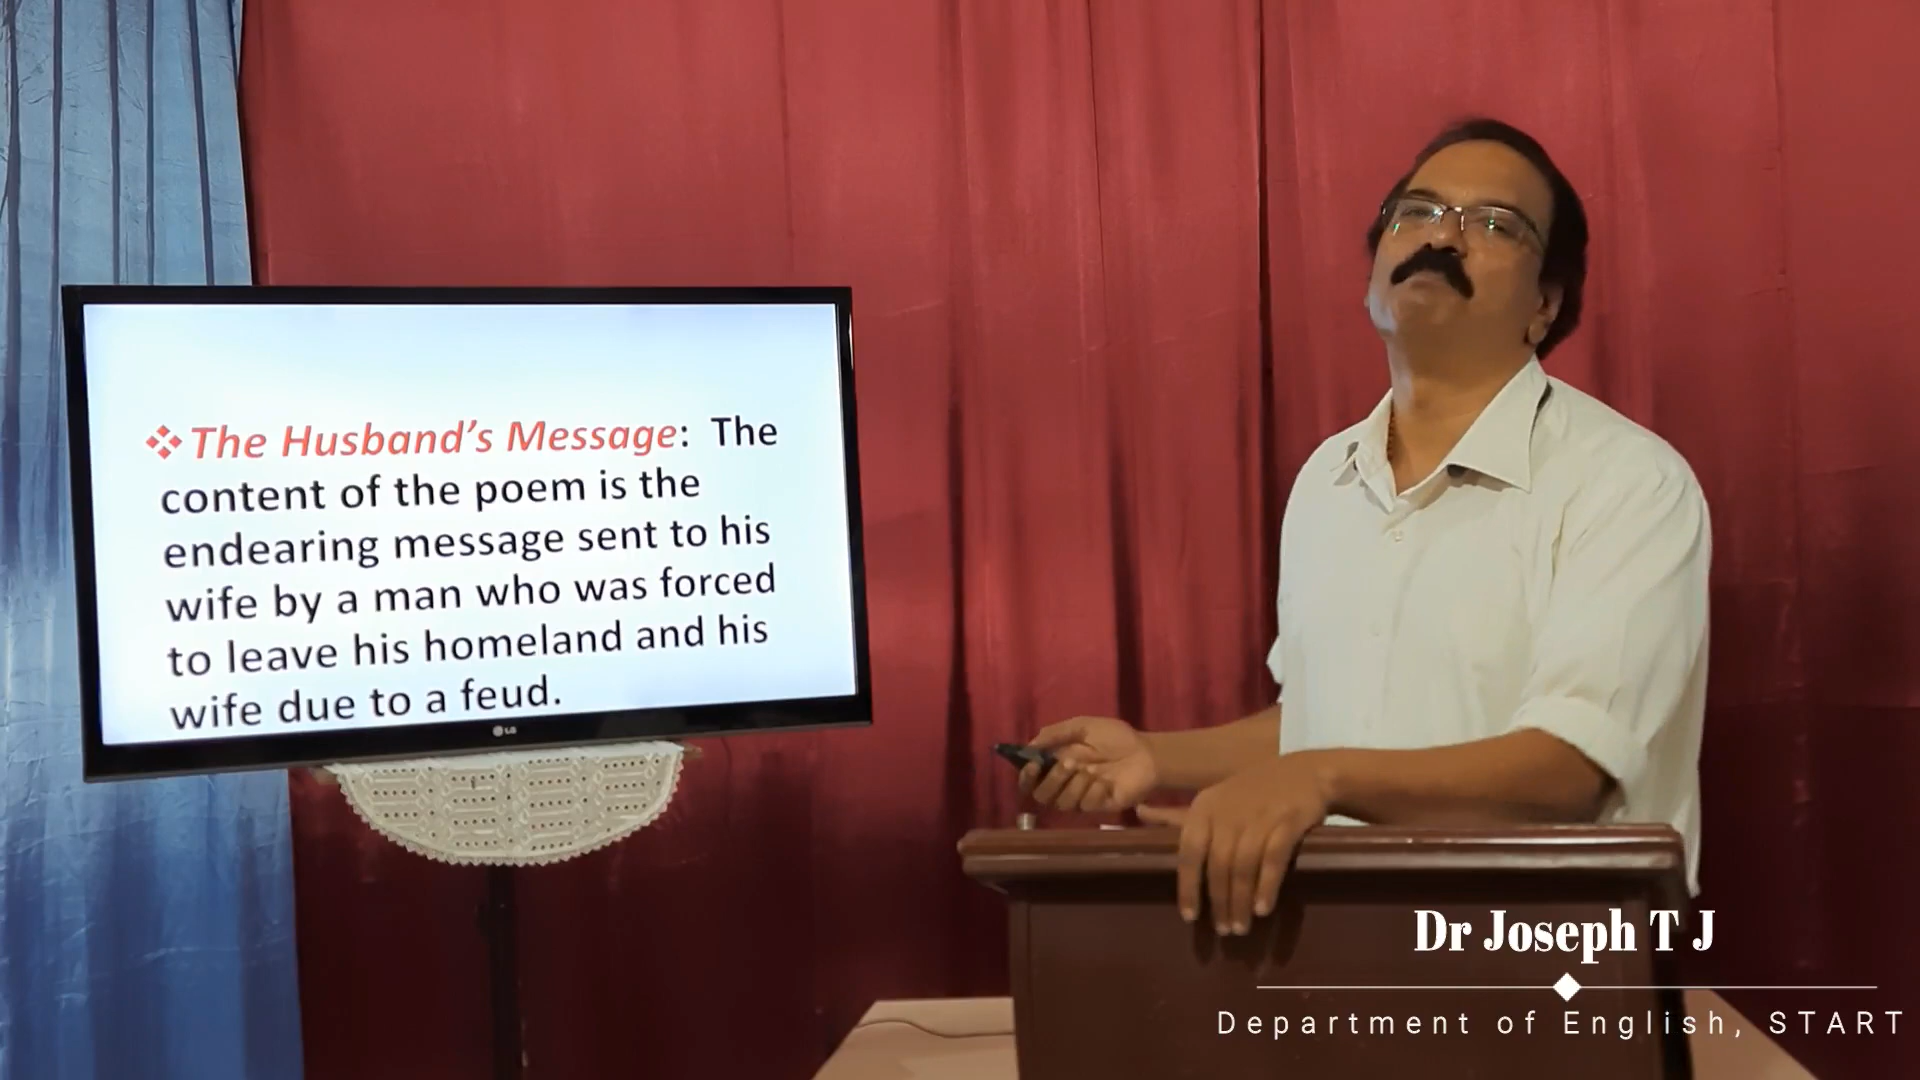 ❖The Husband's Message: The
content of the poem is the
endearing message sent to his
wife by a man who was forced
to leave his homeland and his
wife due to a feud.
LG
Dr Joseph T J
Department of English, START